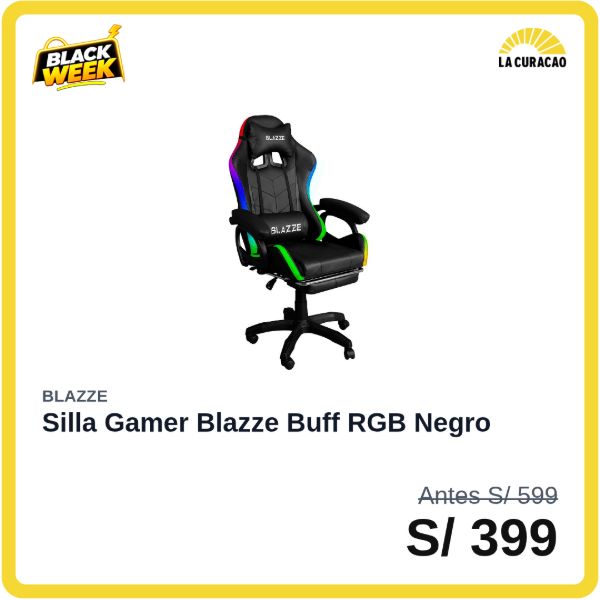 BLACK
WEEK
LA CURACAO
BLAZZE
BLAZZE
BLAZZE
Silla Gamer Blazze Buff RGB Negro
Antes S/ 599
S/ 399